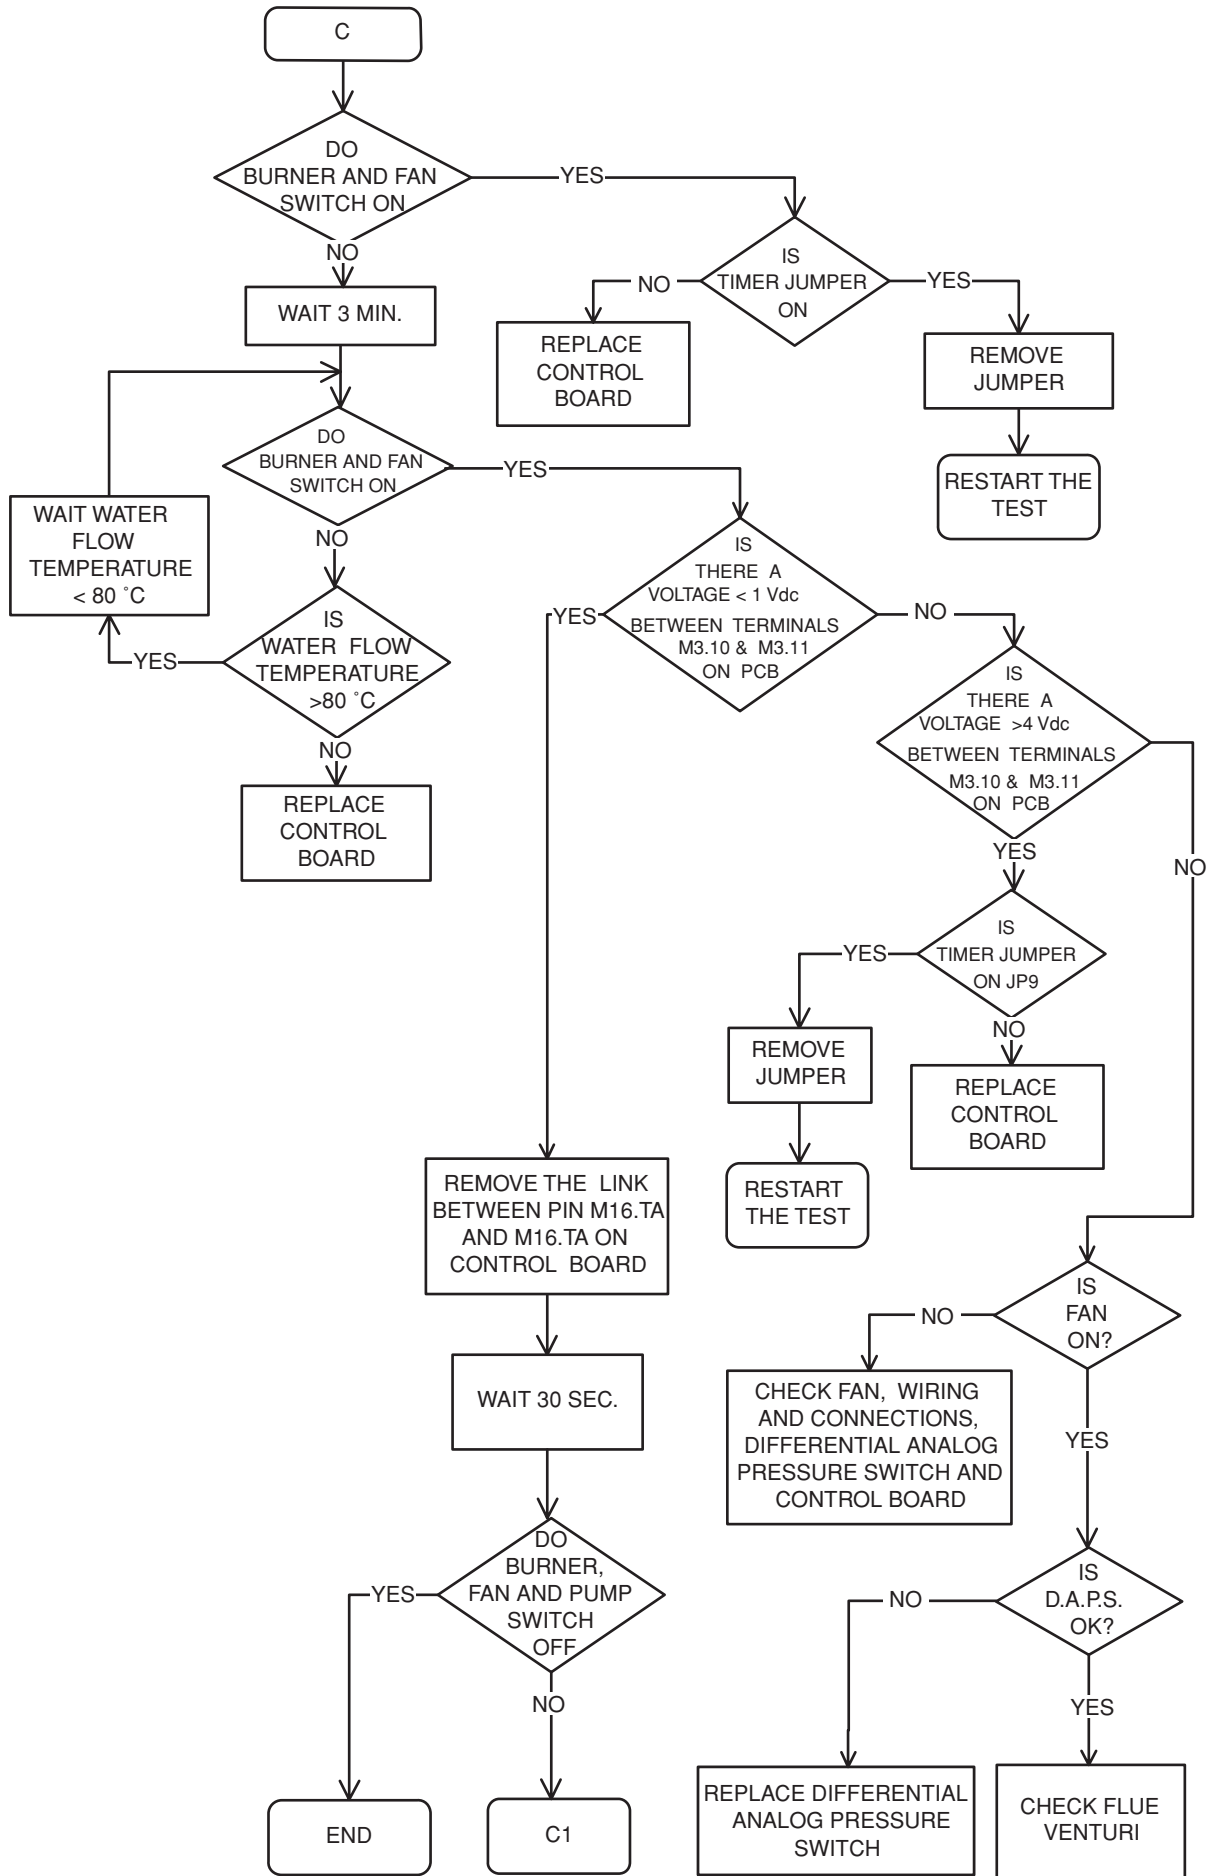 C
DO
BURNER AND FAN
SWITCH ON
YES
NO
IS
TIMER JUMPER
ON
NO
YES
WAIT 3 MIN.
REPLACE
CONTROL
BOARD
REMOVE
JUMPER
RESTART THE
TEST
DO
BURNER AND FAN
SWITCH ON
YES
NO
WAIT WATER
FLOW
TEMPERATURE
< 80 °C
IS
WATER FLOW
TEMPERATURE
>80 °C
YES
NO
REPLACE
CONTROL
BOARD
IS
THERE A
VOLTAGE < 1 Vdc
BETWEEN TERMINALS
M3.10 & M3.11
ON PCB
YES
NO
IS
THERE A
VOLTAGE >4 Vdc
BETWEEN TERMINALS
M3.10 & M3.11
ON PCB
YES
NO
IS
TIMER JUMPER
ON JP9
YES
NO
REMOVE
JUMPER
REPLACE
CONTROL
BOARD
RESTART
THE TEST
REMOVE THE LINK
BETWEEN PIN M16.TA
AND M16.TA ON
CONTROL BOARD
WAIT 30 SEC.
DO
BURNER,
FAN AND PUMP
SWITCH
OFF
YES
NO
END
C1
IS
FAN
ON?
NO
YES
CHECK FAN, WIRING
AND CONNECTIONS,
DIFFERENTIAL ANALOG
PRESSURE SWITCH AND
CONTROL BOARD
IS
D.A.P.S.
OK?
NO
YES
REPLACE DIFFERENTIAL
ANALOG PRESSURE
SWITCH
CHECK FLUE
VENTURI